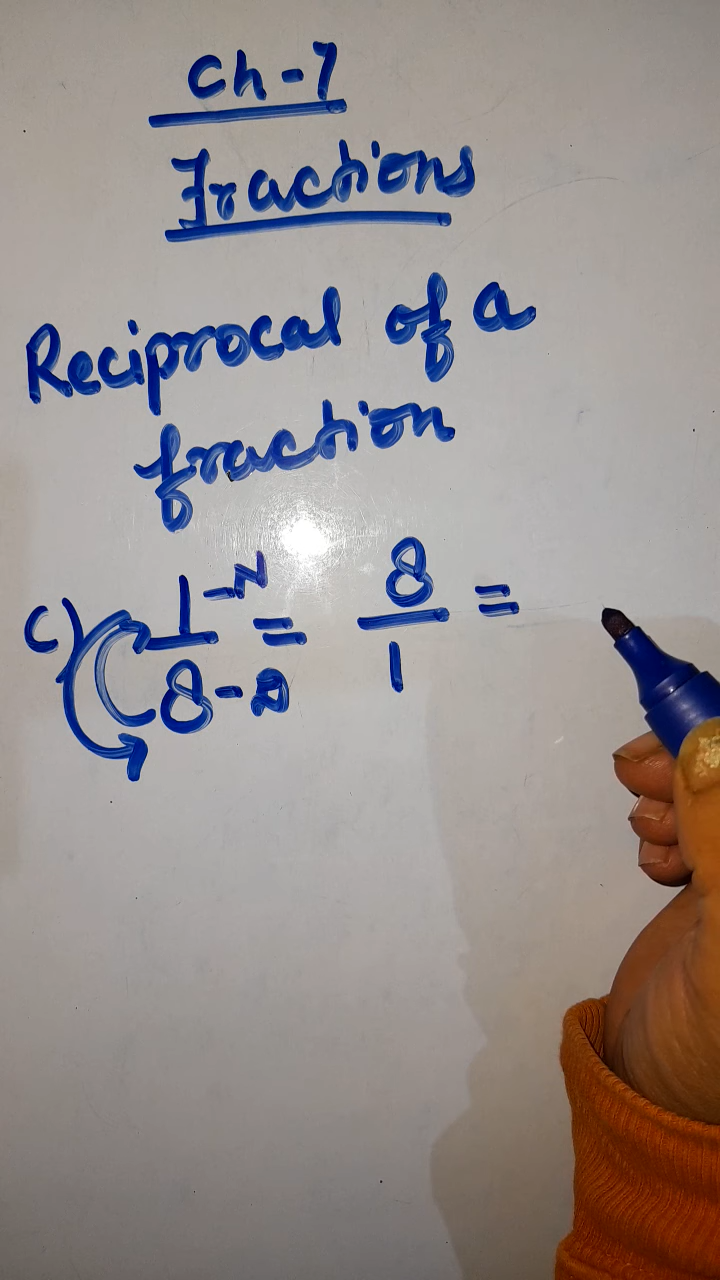 Ch-7
Fractions
Reciprocal of a
fraction
c) 1/8 = 8/1 =
-N
-D